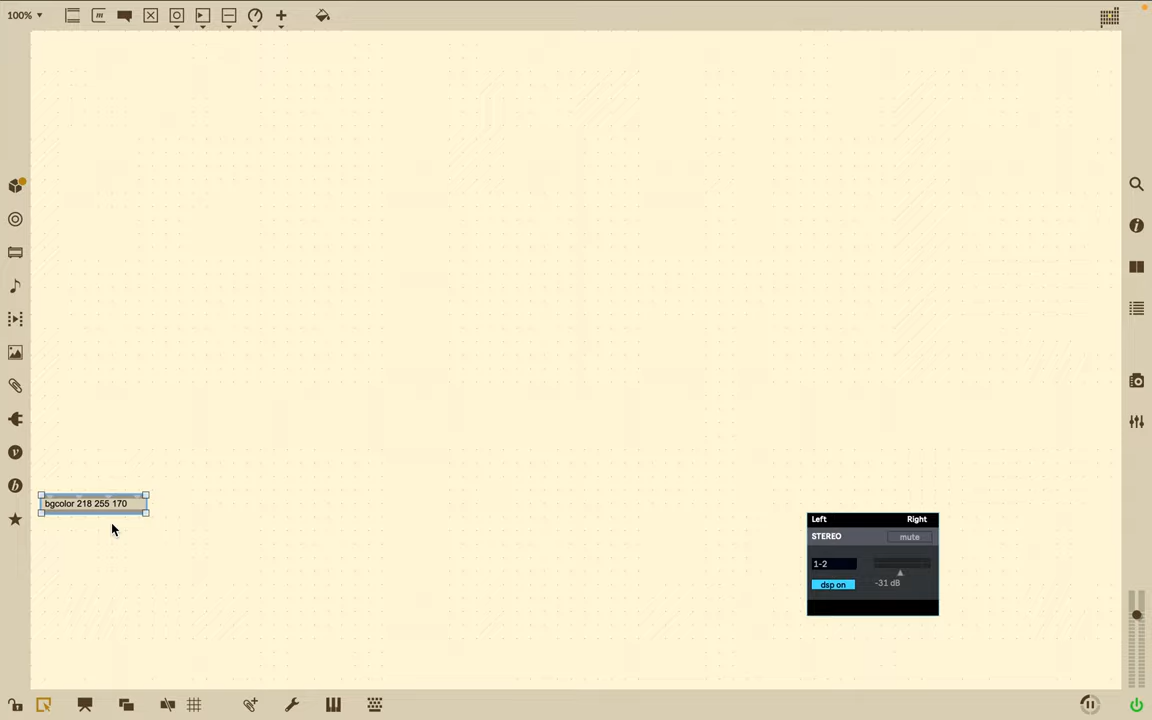 100%
m
bgcolor 218 255 170
Left Right
STEREO mute
1-2
dsp on -31 dB
v
b